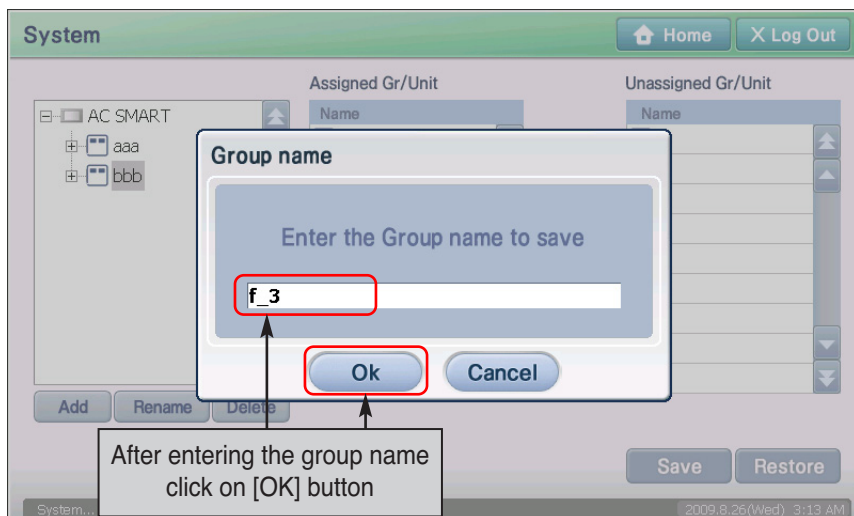 System
Home
X Log Out
Assigned Gr/Unit
Unassigned Gr/Unit
AC SMART
Name
Name
aaa
bbb
Group name
Enter the Group name to save
f_3
Ok
Cancel
Add
Rename
Delete
After entering the group name
click on [OK] button
Save
Restore
System...
2009.8.26(Wed) 3:13 AM